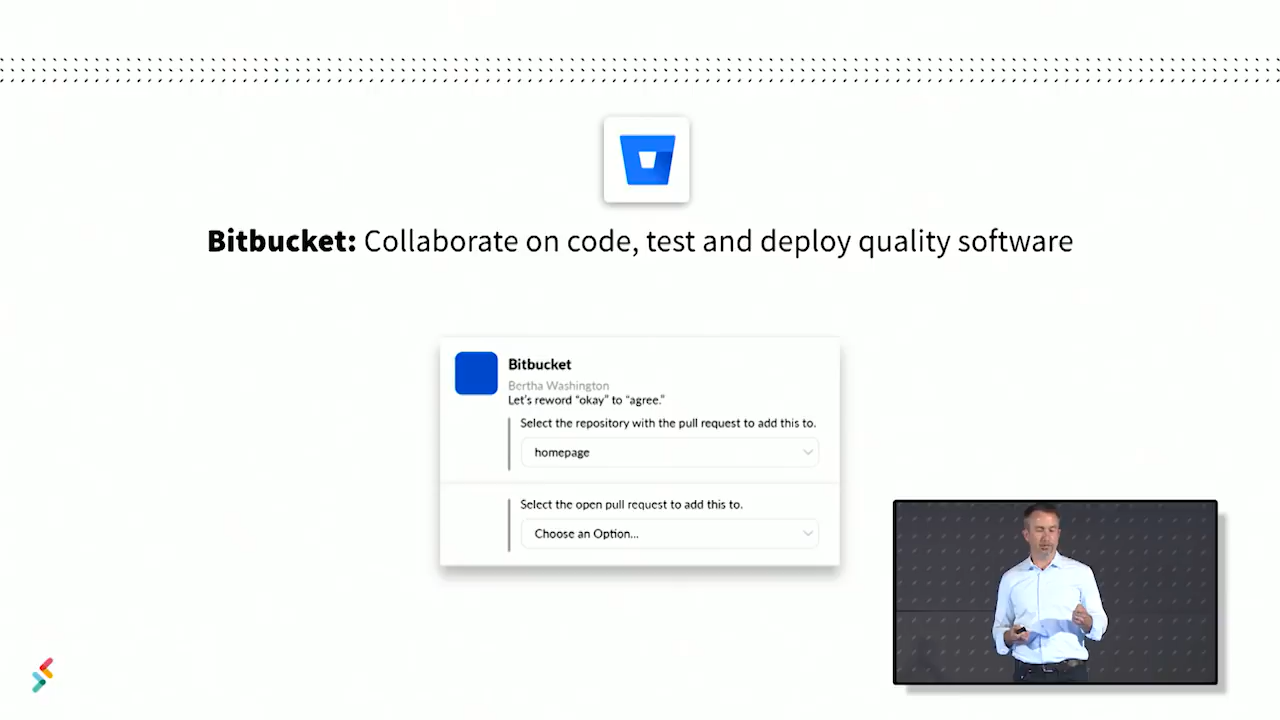 Bitbucket: Collaborate on code, test and deploy quality software
Bitbucket
Bertha Washington
Let's reword “okay” to “agree.”
Select the repository with the pull request to add this to.
homepage
Select the open pull request to add this to.
Choose an Option...